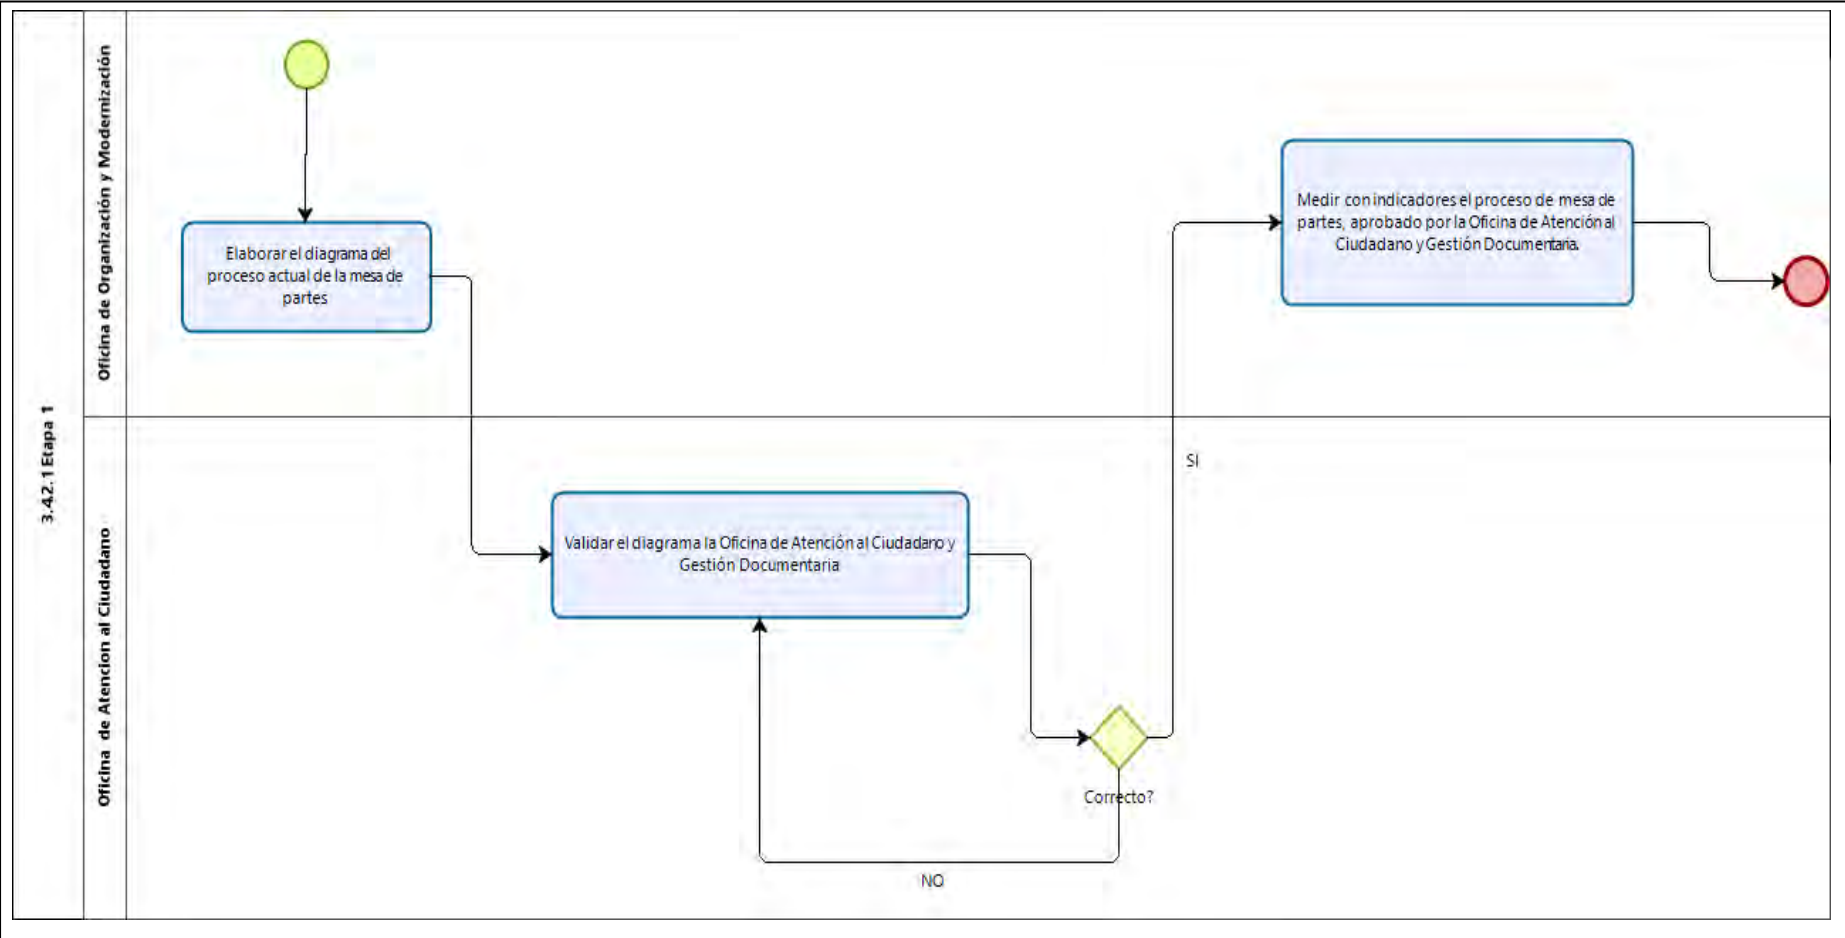 3.4.2.1 Etapa 1
Oficina de Organización y Modernización
Elaborar el diagrama del
proceso actual de la mesa de
partes
Medir con indicadores el proceso de mesa de
partes, aprobado por la Oficina de Atención al
Ciudadano y Gestión Documentaria.
Oficina de Atencion al Ciudadano
SI
Validar el diagrama la Oficina de Atención al Ciudadano y
Gestión Documentaria
Correcto?
NO